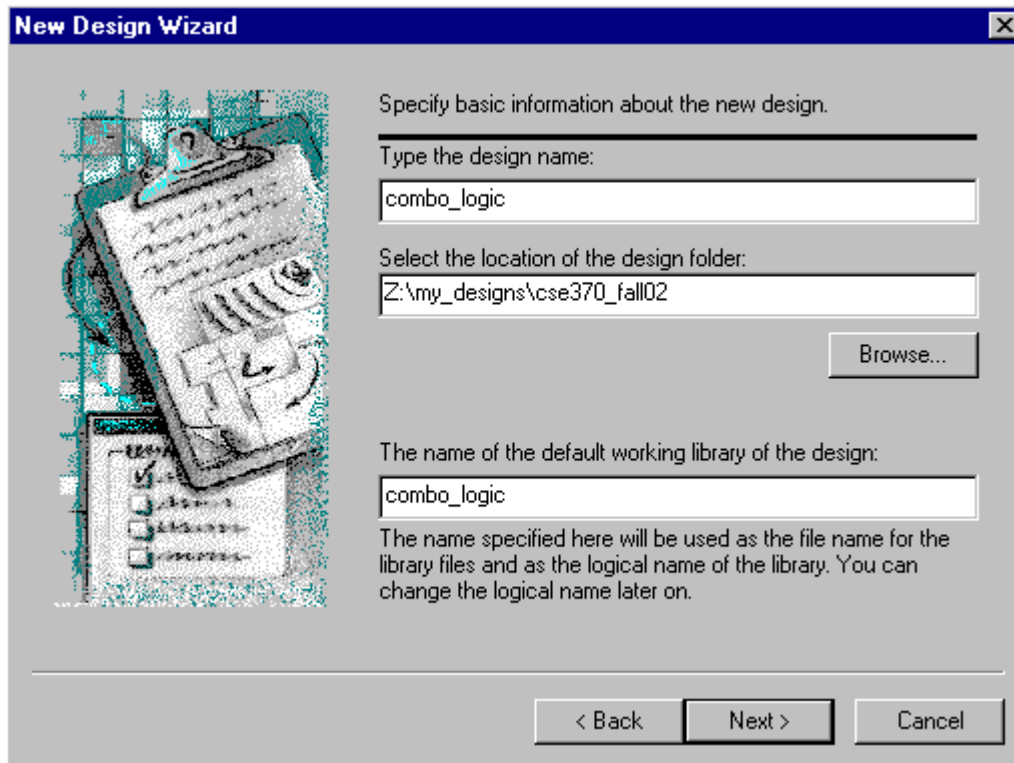 New Design Wizard
Specify basic information about the new design.
Type the design name:
combo_logic
Select the location of the design folder:
Z:\my_designs\cse370_fall02
Browse...
The name of the default working library of the design:
combo_logic
The name specified here will be used as the file name for the
library files and as the logical name of the library. You can
change the logical name later on.
< Back
Next >
Cancel